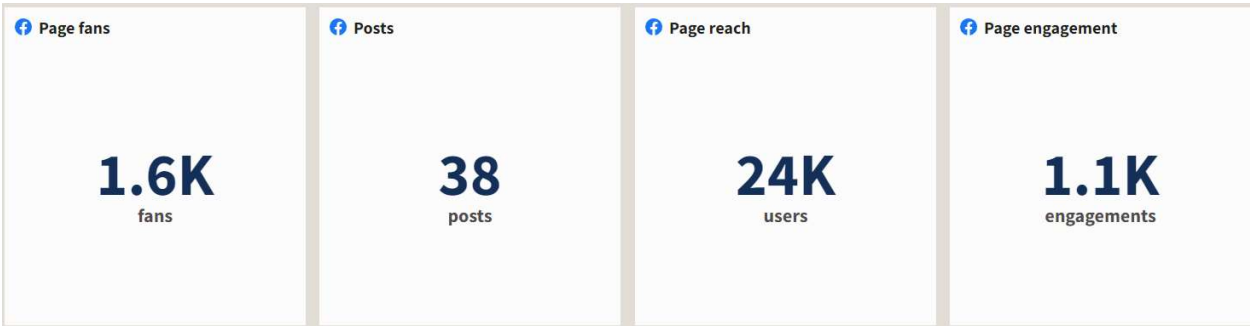 Page fans
1.6K
fans
Posts
38
posts
Page reach
24K
users
Page engagement
1.1K
engagements